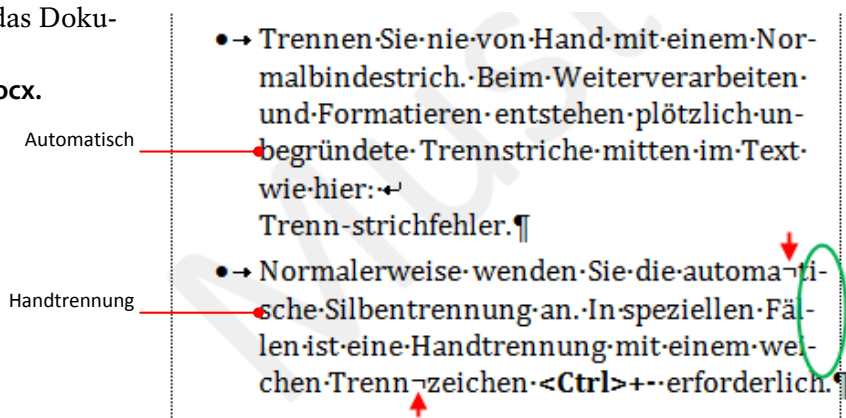 das Doku-
ocx.
Automatisch
Handtrennung
●→ Trennen·Sie·nie·von·Hand·mit·einem·Nor-
malbindestrich.·Beim·Weiterverarbeiten·
und·Formatieren·entstehen·plötzlich·un-
begründete·Trennstriche·mitten·im·Text·
wie·hier:·↵
Trenn-strichfehler.¶
●→ Normalerweise·wenden·Sie·die·automa¬ti-
sche·Silbentrennung·an.·In·speziellen·Fäl-
len·ist·eine·Handtrennung·mit·einem·wei-
chen·Trenn¬zeichen·<Ctrl>+-·erforderlich.¶
Must